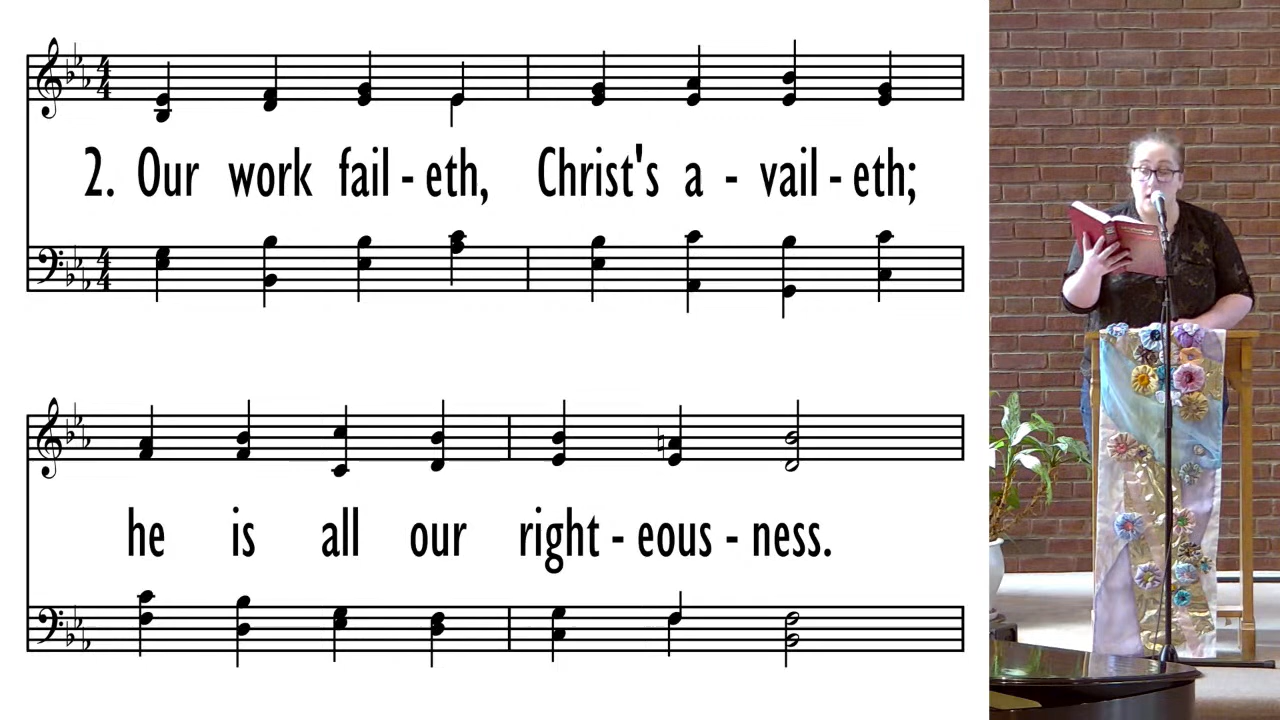 2. Our work fail - eth, Christ's a - vail - eth;
he is all our right - eous - ness.